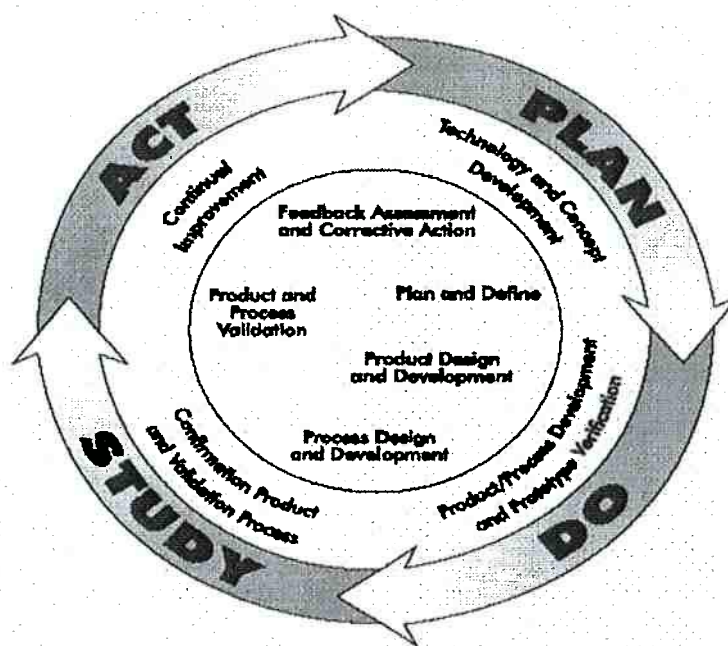 ACT
PLAN
Technology and Concept
Development
Continual
Improvement
Feedback Assessment
and Corrective Action
Product and
Process
Validation
Plan and Define
Product Design
and Development
Process Design
and Development
Product/Process Development
and Prototype Verification
Confirmation Product
and Validation Process
STUDY
DO